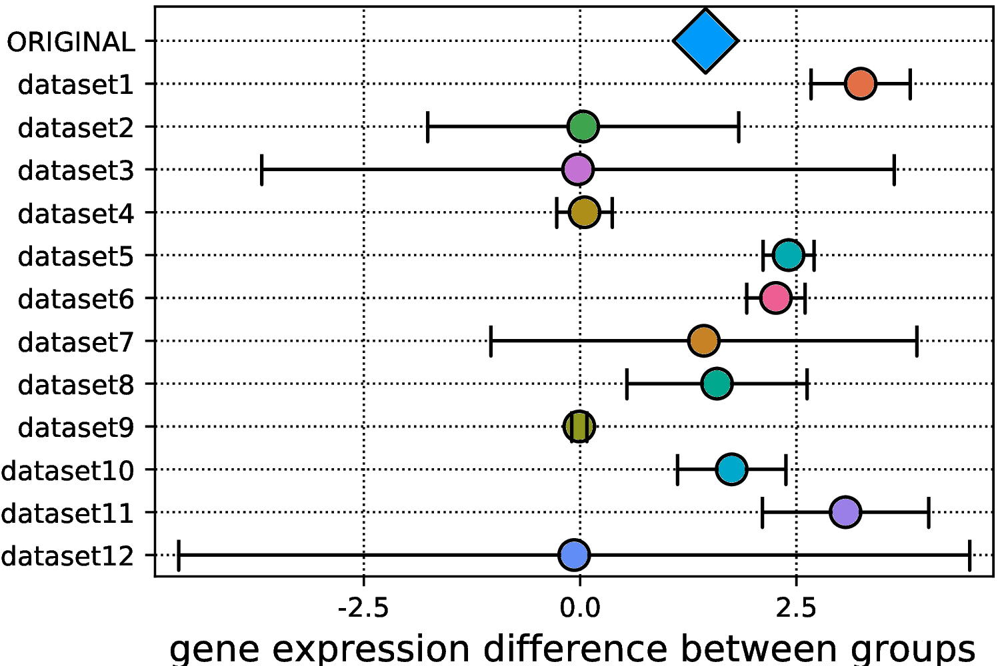 ORIGINAL
dataset1
dataset2
dataset3
dataset4
dataset5
dataset6
dataset7
dataset8
dataset9
dataset10
dataset11
dataset12
-2.5 0.0 2.5
gene expression difference between groups